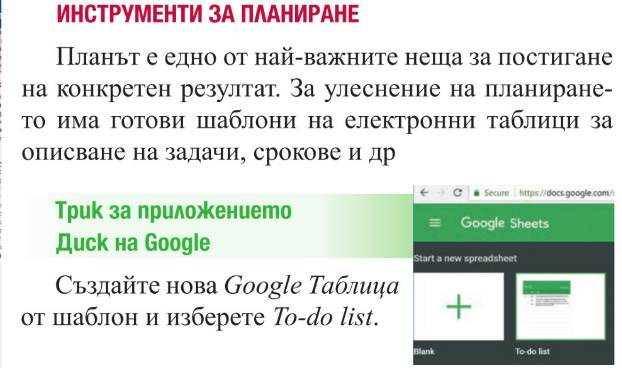 ИНСТРУМЕНТИ ЗА ПЛАНИРАНЕ
Планът е едно от най-важните неща за постигане
на конкретен резултат. За улеснение на планиране-
то има готови шаблони на електронни таблици за
описване на задачи, срокове и др
Трик за приложението
Диск на Google
Създайте нова Google Таблица
от шаблон и изберете To-do list.
Secure | https://docs.google.com/
Google Sheets
Start a new spreadsheet
Blank
To-do list